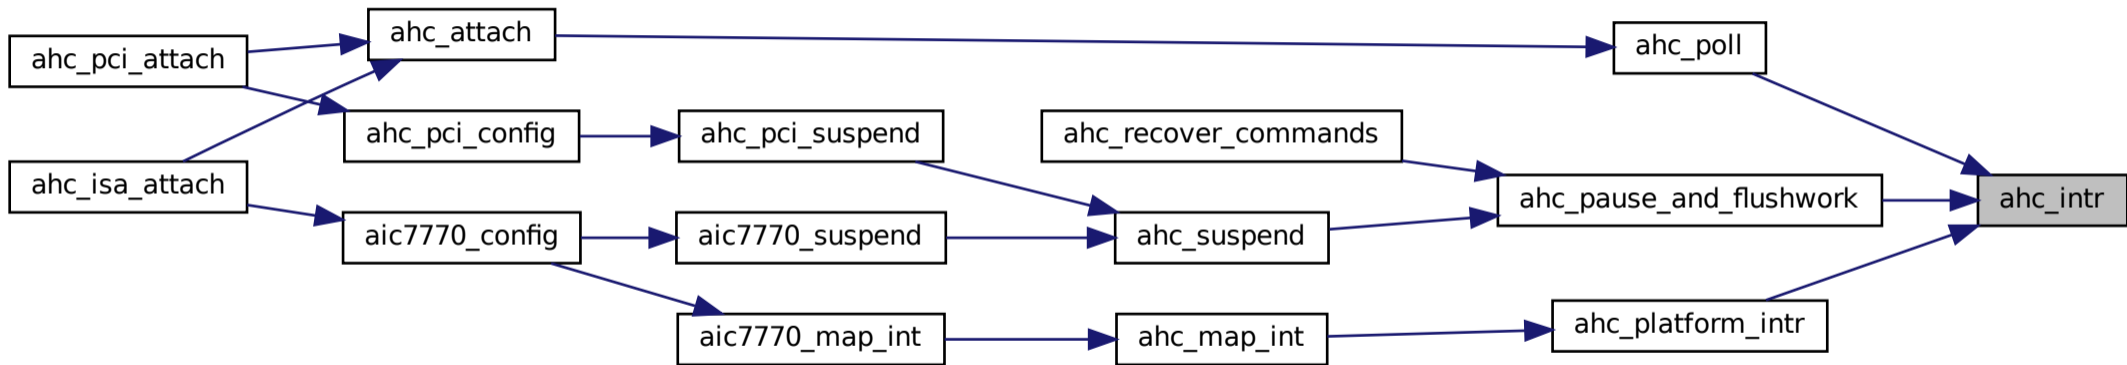 ahc_attach
ahc_poll
ahc_pci_attach
ahc_pci_config
ahc_pci_suspend
ahc_recover_commands
ahc_isa_attach
ahc_pause_and_flushwork
ahc_intr
aic7770_config
aic7770_suspend
ahc_suspend
aic7770_map_int
ahc_map_int
ahc_platform_intr